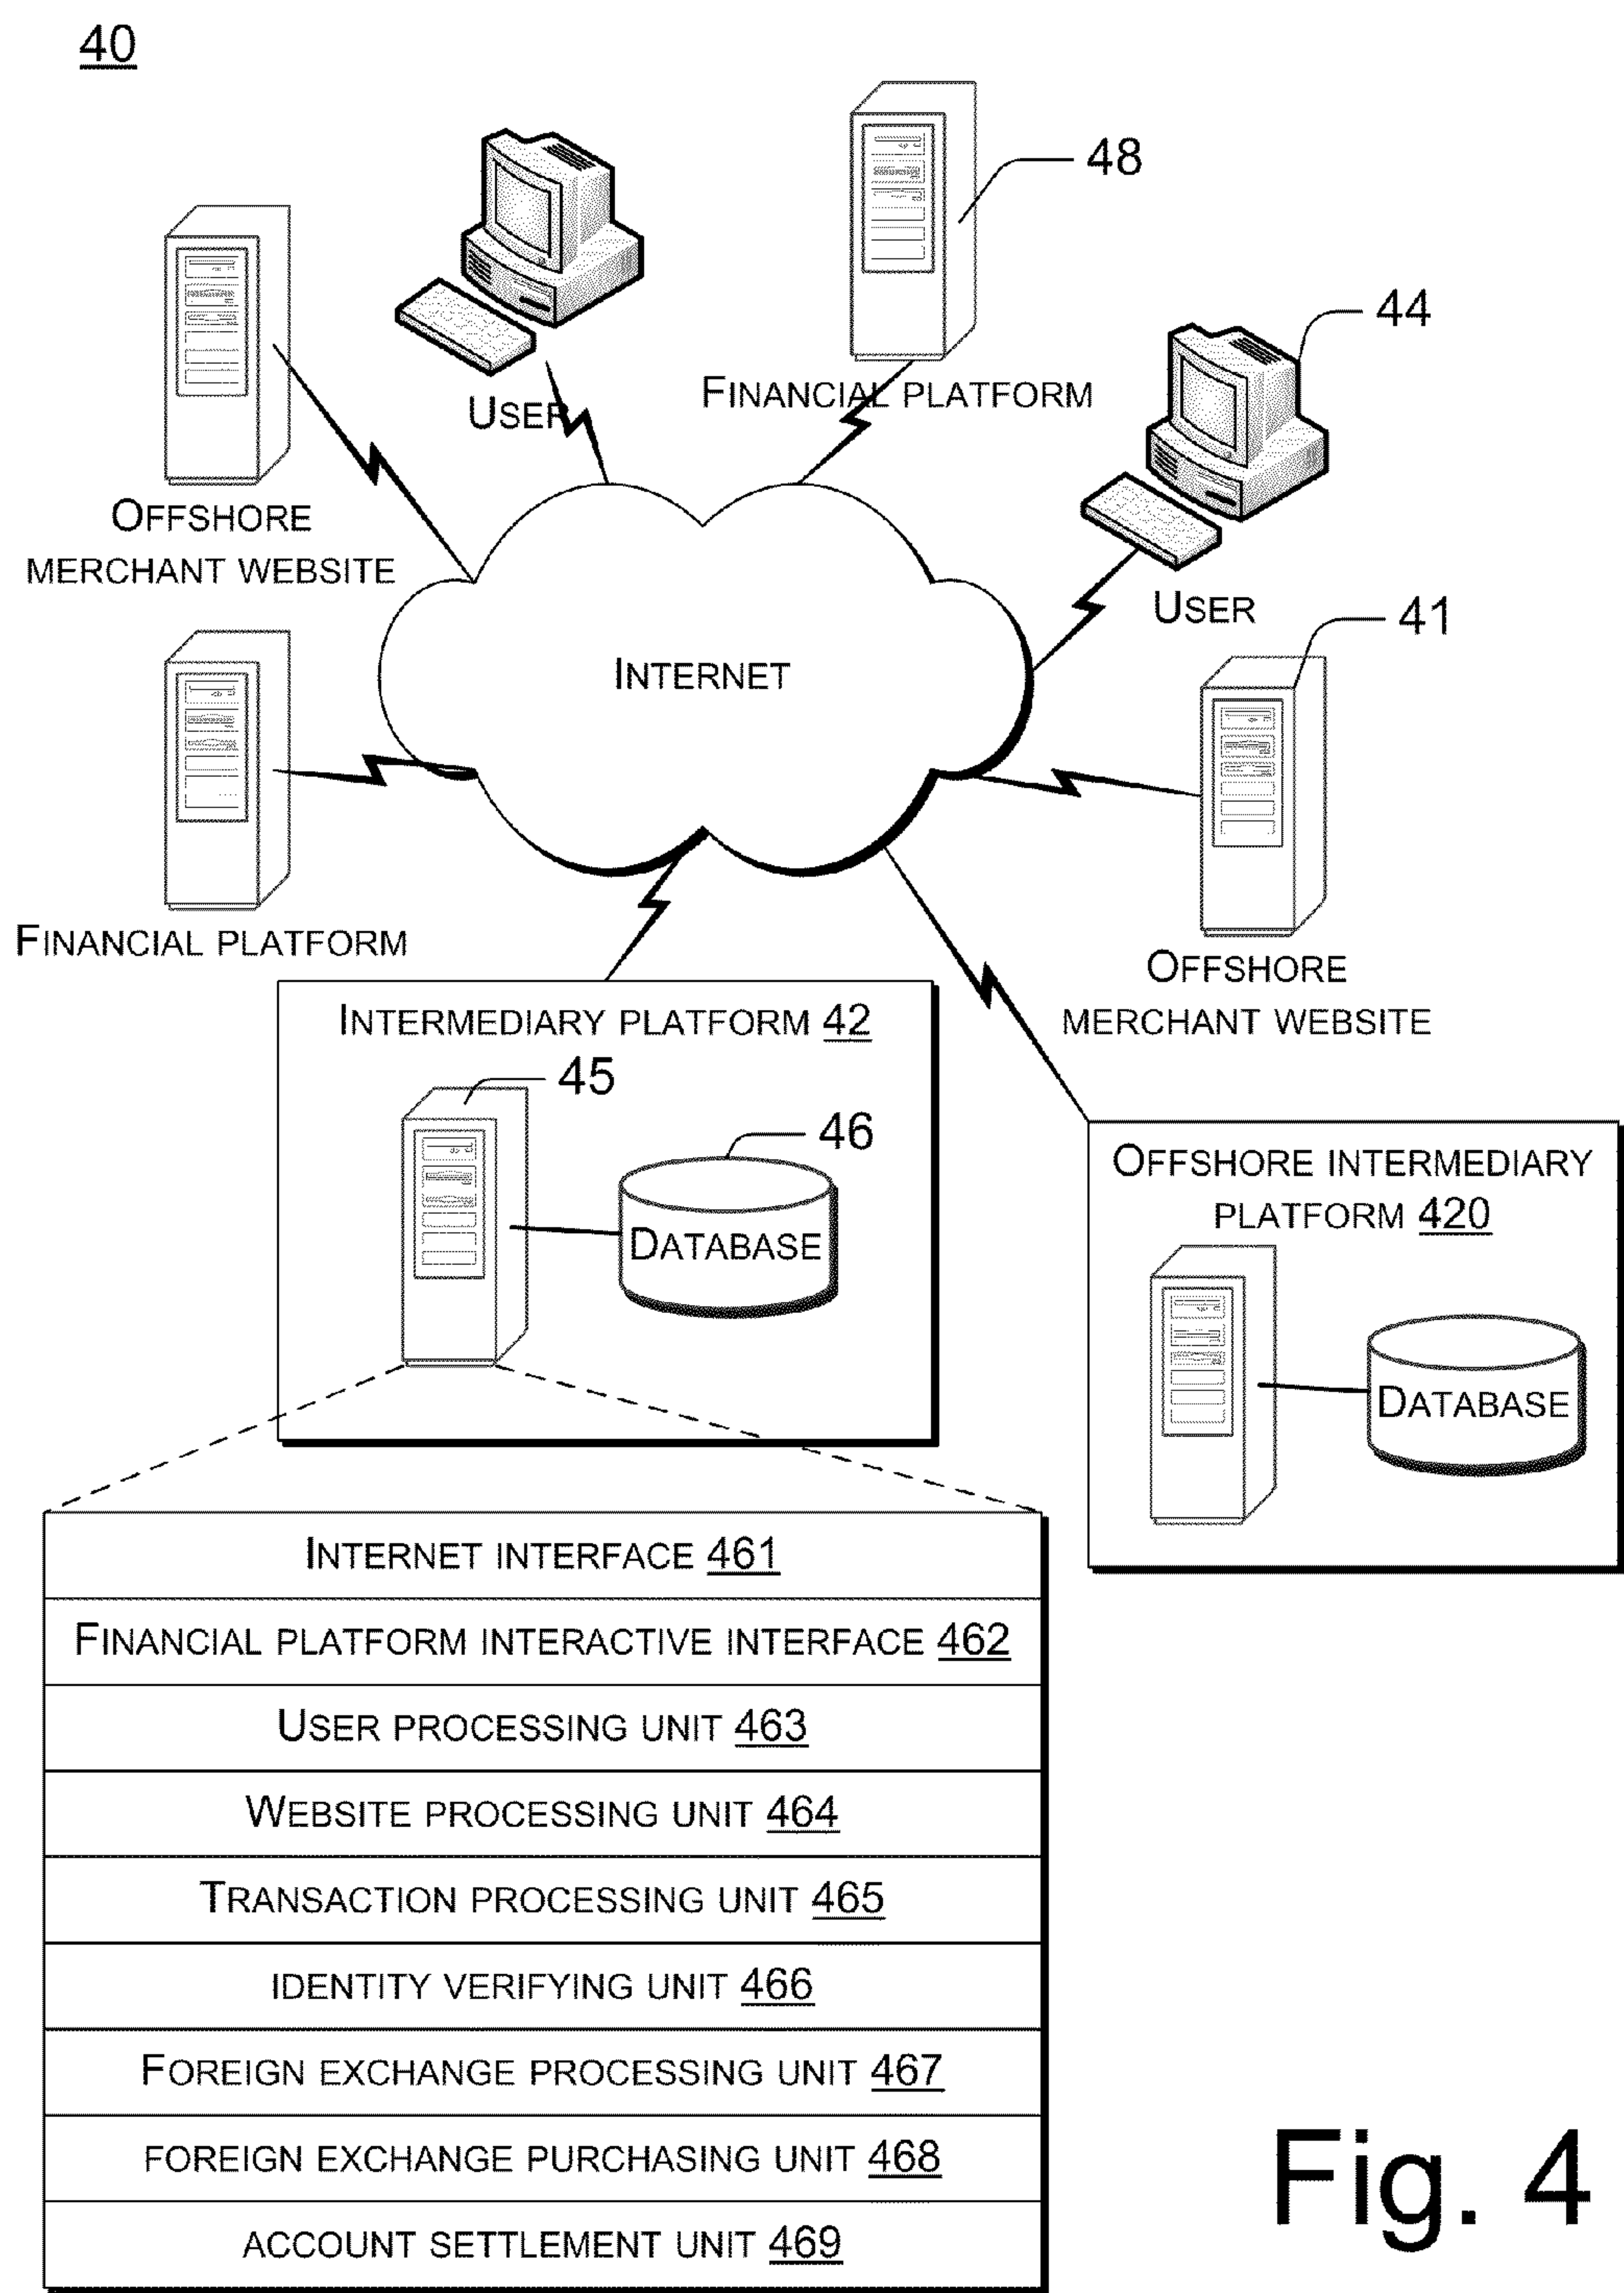 40
48
44
USER
FINANCIAL PLATFORM
OFFSHORE
MERCHANT WEBSITE
USER
41
INTERNET
FINANCIAL PLATFORM
OFFSHORE
MERCHANT WEBSITE
INTERMEDIARY PLATFORM 42
45
46
DATABASE
OFFSHORE INTERMEDIARY
PLATFORM 420
DATABASE
INTERNET INTERFACE 461
FINANCIAL PLATFORM INTERACTIVE INTERFACE 462
USER PROCESSING UNIT 463
WEBSITE PROCESSING UNIT 464
TRANSACTION PROCESSING UNIT 465
IDENTITY VERIFYING UNIT 466
FOREIGN EXCHANGE PROCESSING UNIT 467
FOREIGN EXCHANGE PURCHASING UNIT 468
ACCOUNT SETTLEMENT UNIT 469
Fig. 4